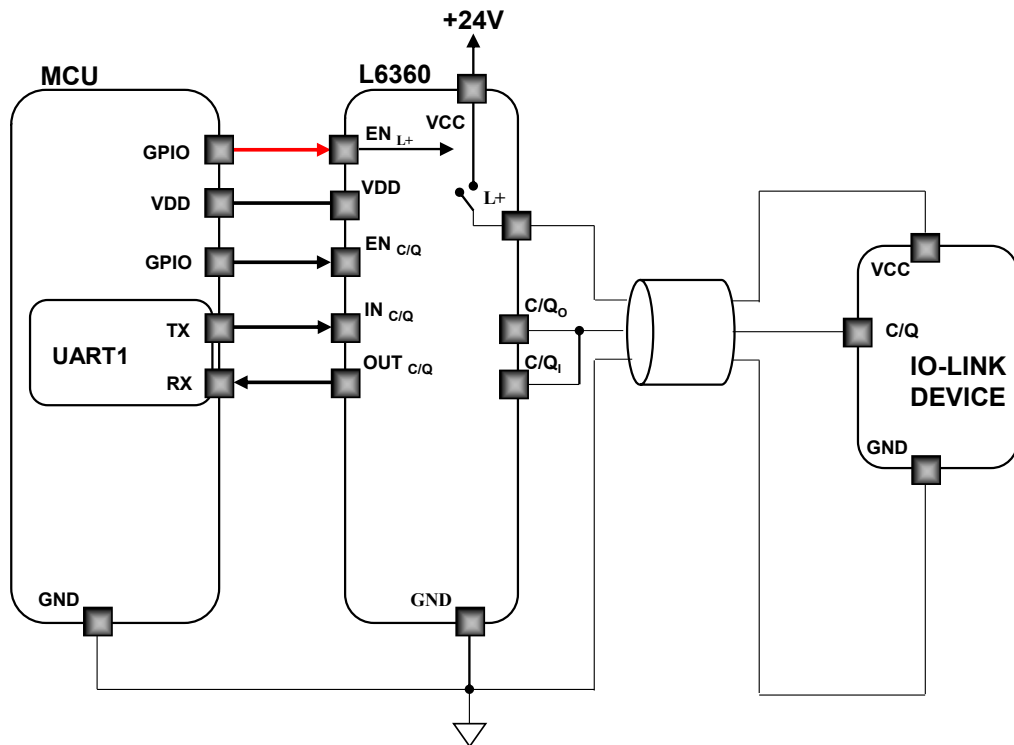 +24V
MCU
L6360
VCC
GPIO
EN L+
VDD
VDD
L+
GPIO
EN C/Q
VCC
TX
IN C/Q
C/QO
C/Q
UART1
OUT C/Q
RX
C/QI
IO-LINK
DEVICE
GND
GND
GND